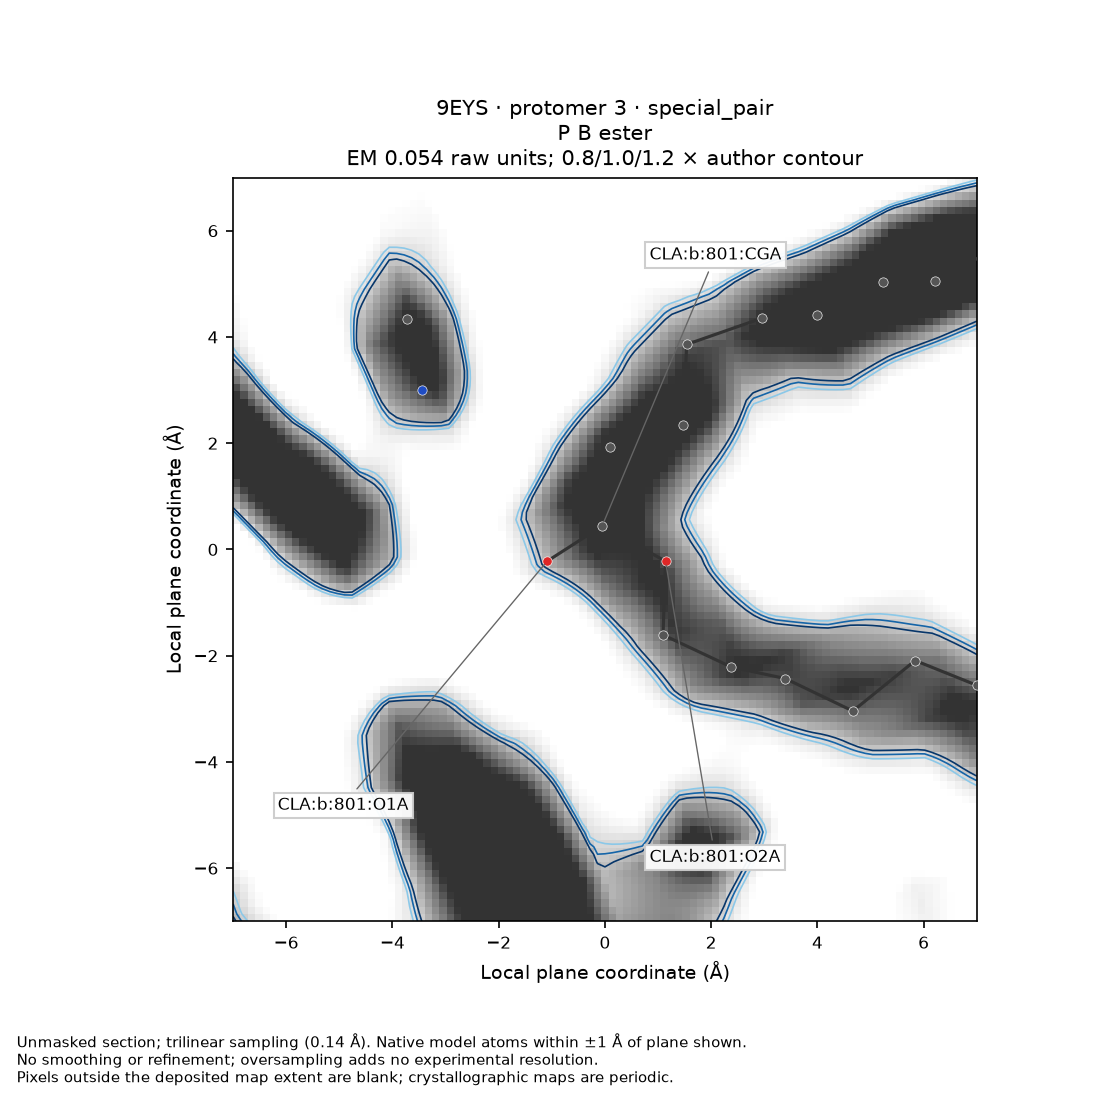 9EYS · protomer 3 · special_pair
P B ester
EM 0.054 raw units; 0.8/1.0/1.2 × author contour
CLA:b:801:CGA
CLA:b:801:O1A
CLA:b:801:O2A
6
4
2
0
−2
−4
−6
Local plane coordinate (Å)
−6 −4 −2 0 2 4 6
Local plane coordinate (Å)
Unmasked section; trilinear sampling (0.14 Å). Native model atoms within ±1 Å of plane shown.
No smoothing or refinement; oversampling adds no experimental resolution.
Pixels outside the deposited map extent are blank; crystallographic maps are periodic.